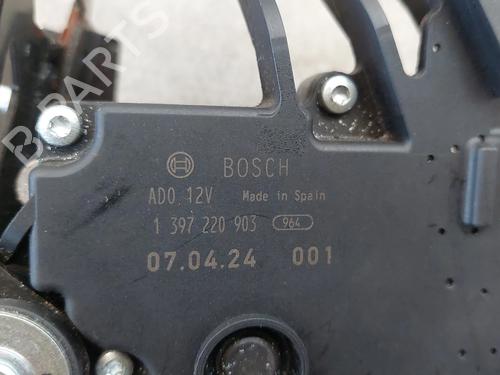 BOSCH
ADO 12V Made in Spain
1 397 220 903 964
07.04.24 001
B-PARTS